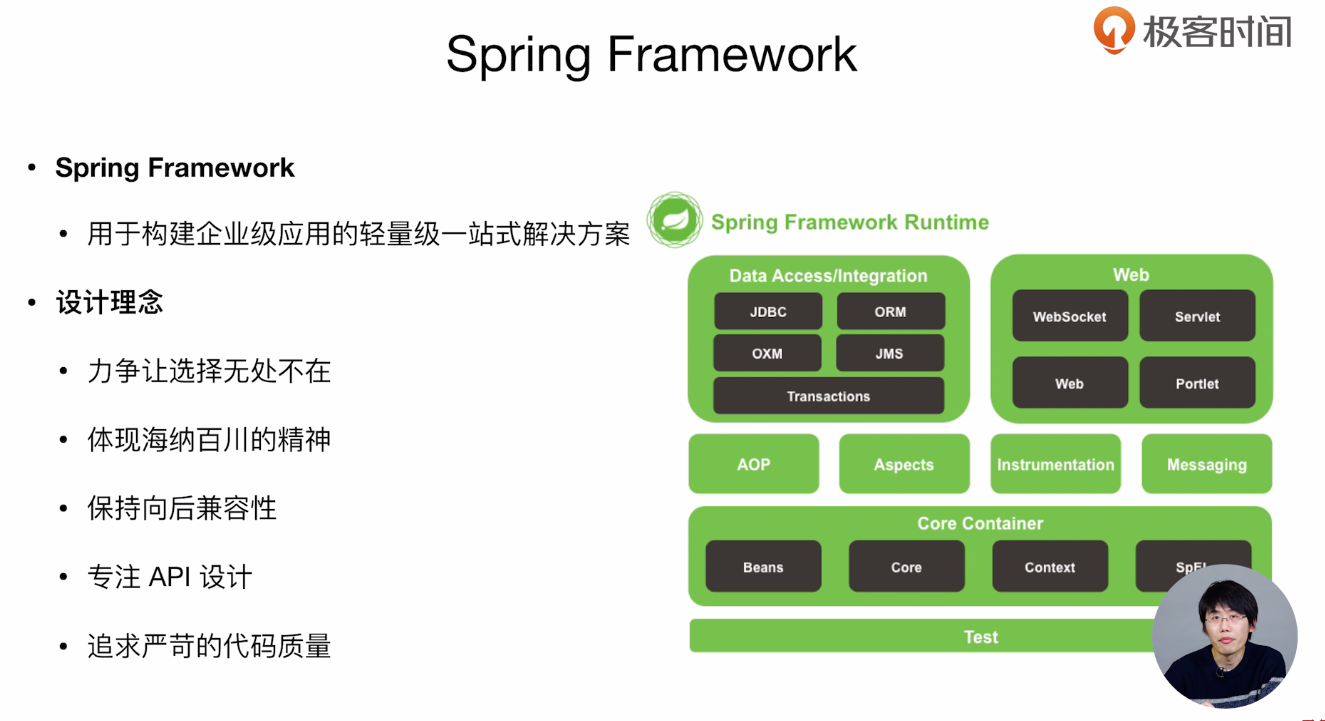 极客时间
Spring Framework
• Spring Framework
• 用于构建企业级应用的轻量级一站式解决方案
• 设计理念
• 力争让选择无处不在
• 体现海纳百川的精神
• 保持向后兼容性
• 专注 API 设计
• 追求严苛的代码质量
Spring Framework Runtime
Data Access/Integration
JDBC ORM
OXM JMS
Transactions
Web
WebSocket Servlet
Web Portlet
AOP Aspects Instrumentation Messaging
Core Container
Beans Core Context
Test